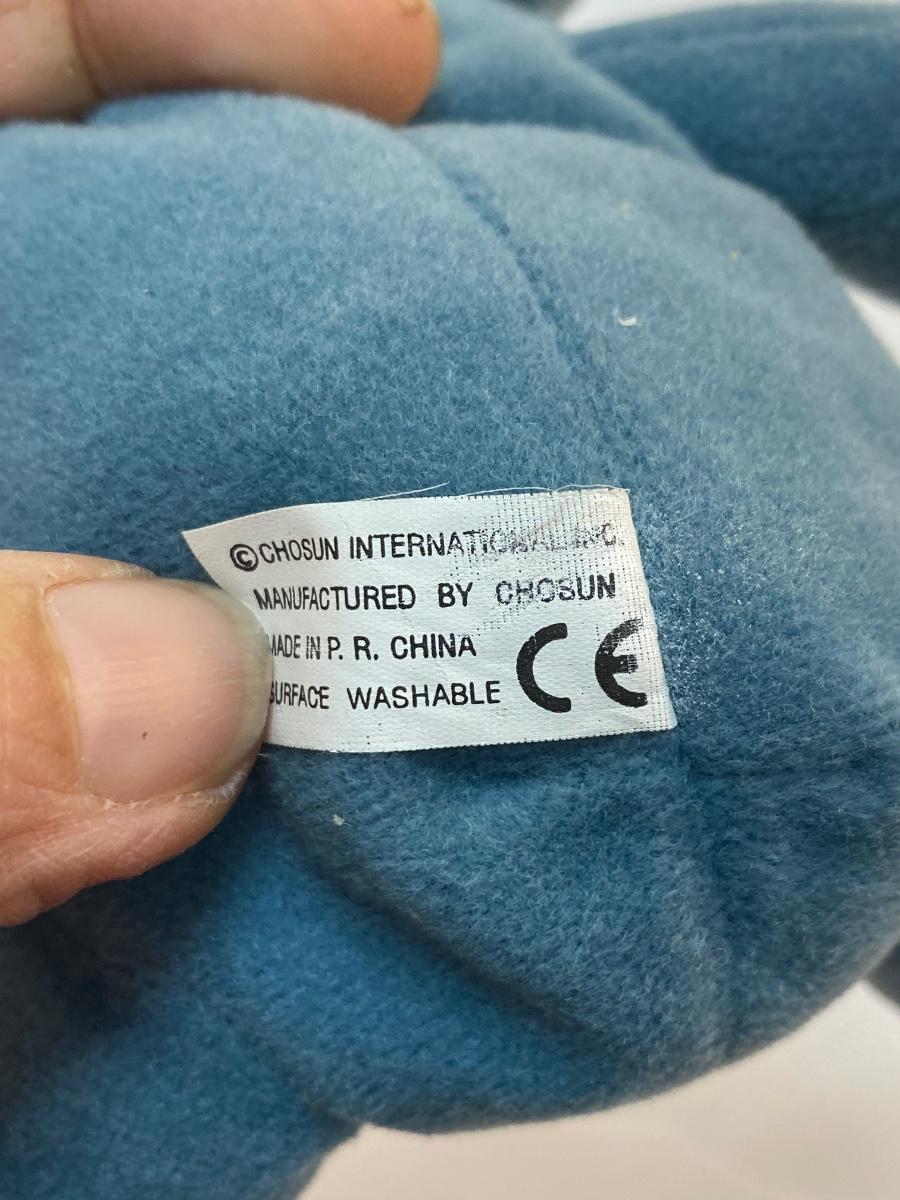 ©CHOSUN INTERNATIONAL INC.
MANUFACTURED BY CHOSUN
MADE IN P. R. CHINA
SURFACE WASHABLE
CE